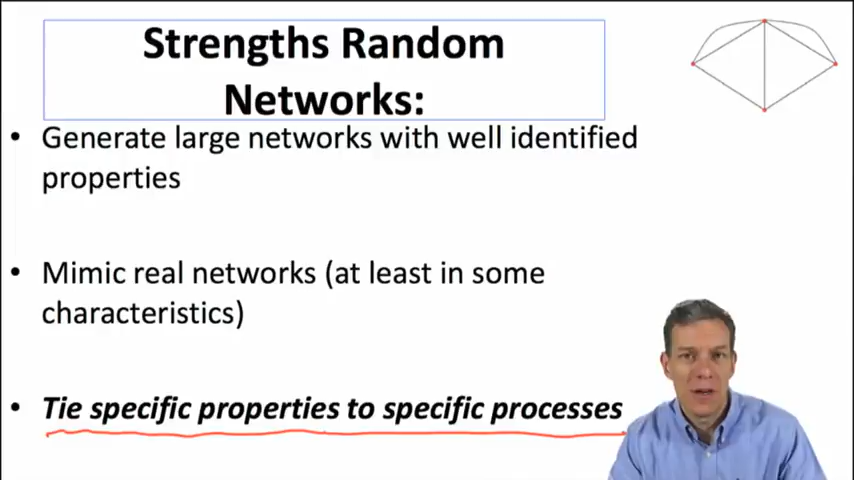 Strengths Random
Networks:
• Generate large networks with well identified
properties
• Mimic real networks (at least in some
characteristics)
• Tie specific properties to specific processes